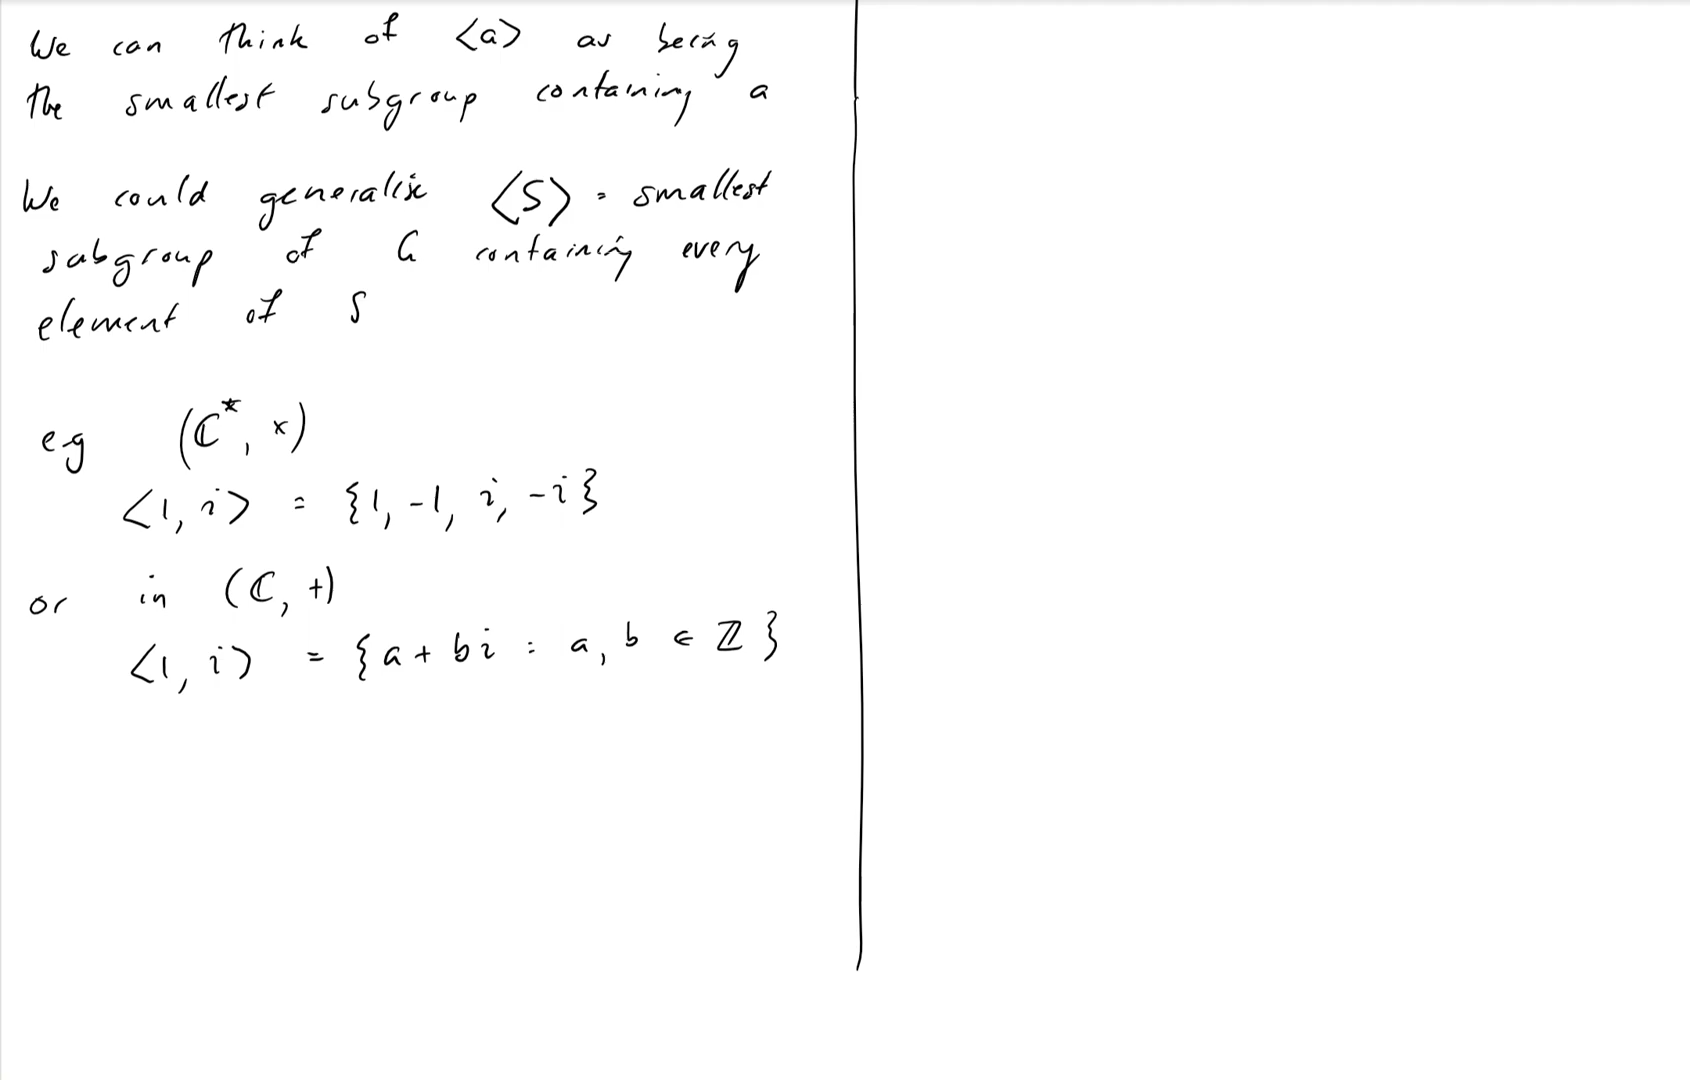 We can think of <a> as being
the smallest subgroup containing a
We could generalise <S> = smallest
subgroup of G containing every
element of S
eg (ℂ*, ×)
<1, i> = {1, -1, i, -i}
or in (ℂ, +)
<1, i> = {a + bi : a, b ∈ ℤ}